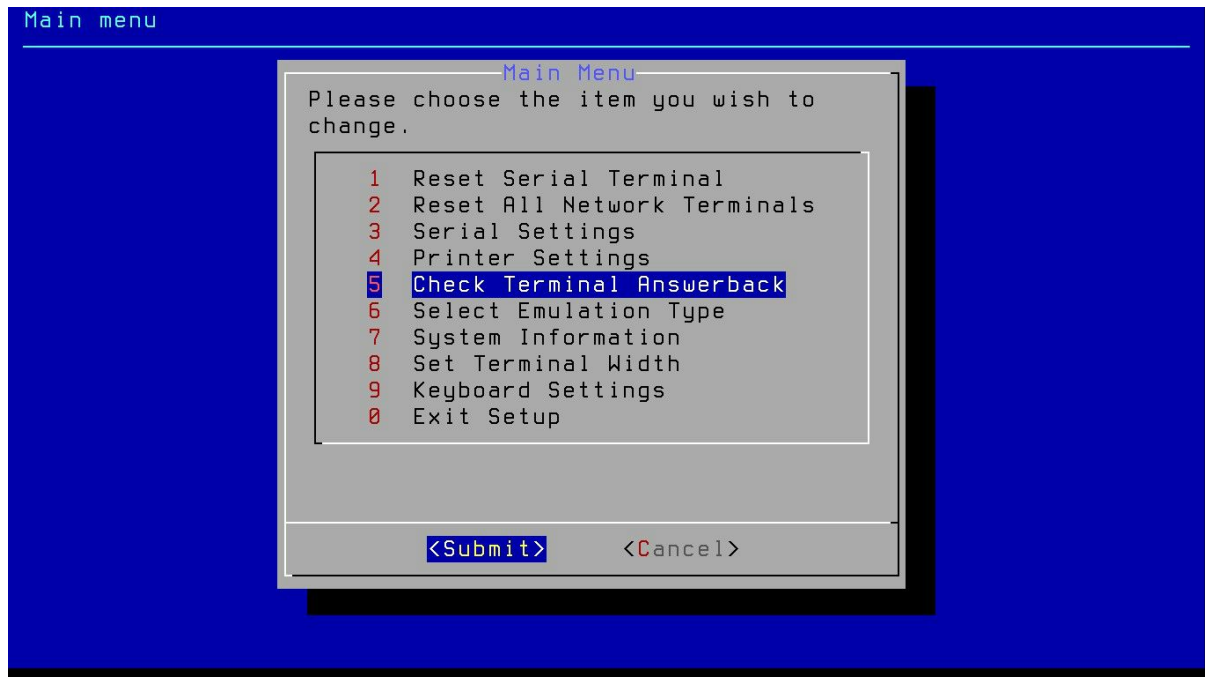 Main menu
Main Menu
Please choose the item you wish to
change.
1 Reset Serial Terminal
2 Reset All Network Terminals
3 Serial Settings
4 Printer Settings
5 Check Terminal Answerback
6 Select Emulation Type
7 System Information
8 Set Terminal Width
9 Keyboard Settings
0 Exit Setup
<Submit> <Cancel>